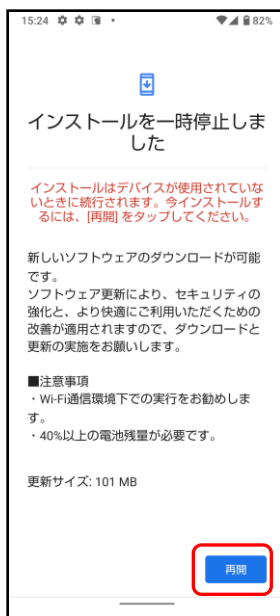 15:24
82%
インストールを一時停止しま
した
インストールはデバイスが使用されていな
いときに続行されます。今インストールす
るには、[再開] をタップしてください。
新しいソフトウェアのダウンロードが可能
です。
ソフトウェア更新により、セキュリティの
強化と、より快適にご利用いただくための
改善が適用されますので、ダウンロードと
更新の実施をお願いします。
■注意事項
・Wi-Fi通信環境下での実行をお勧めしま
す。
・40%以上の電池残量が必要です。
更新サイズ: 101 MB
再開